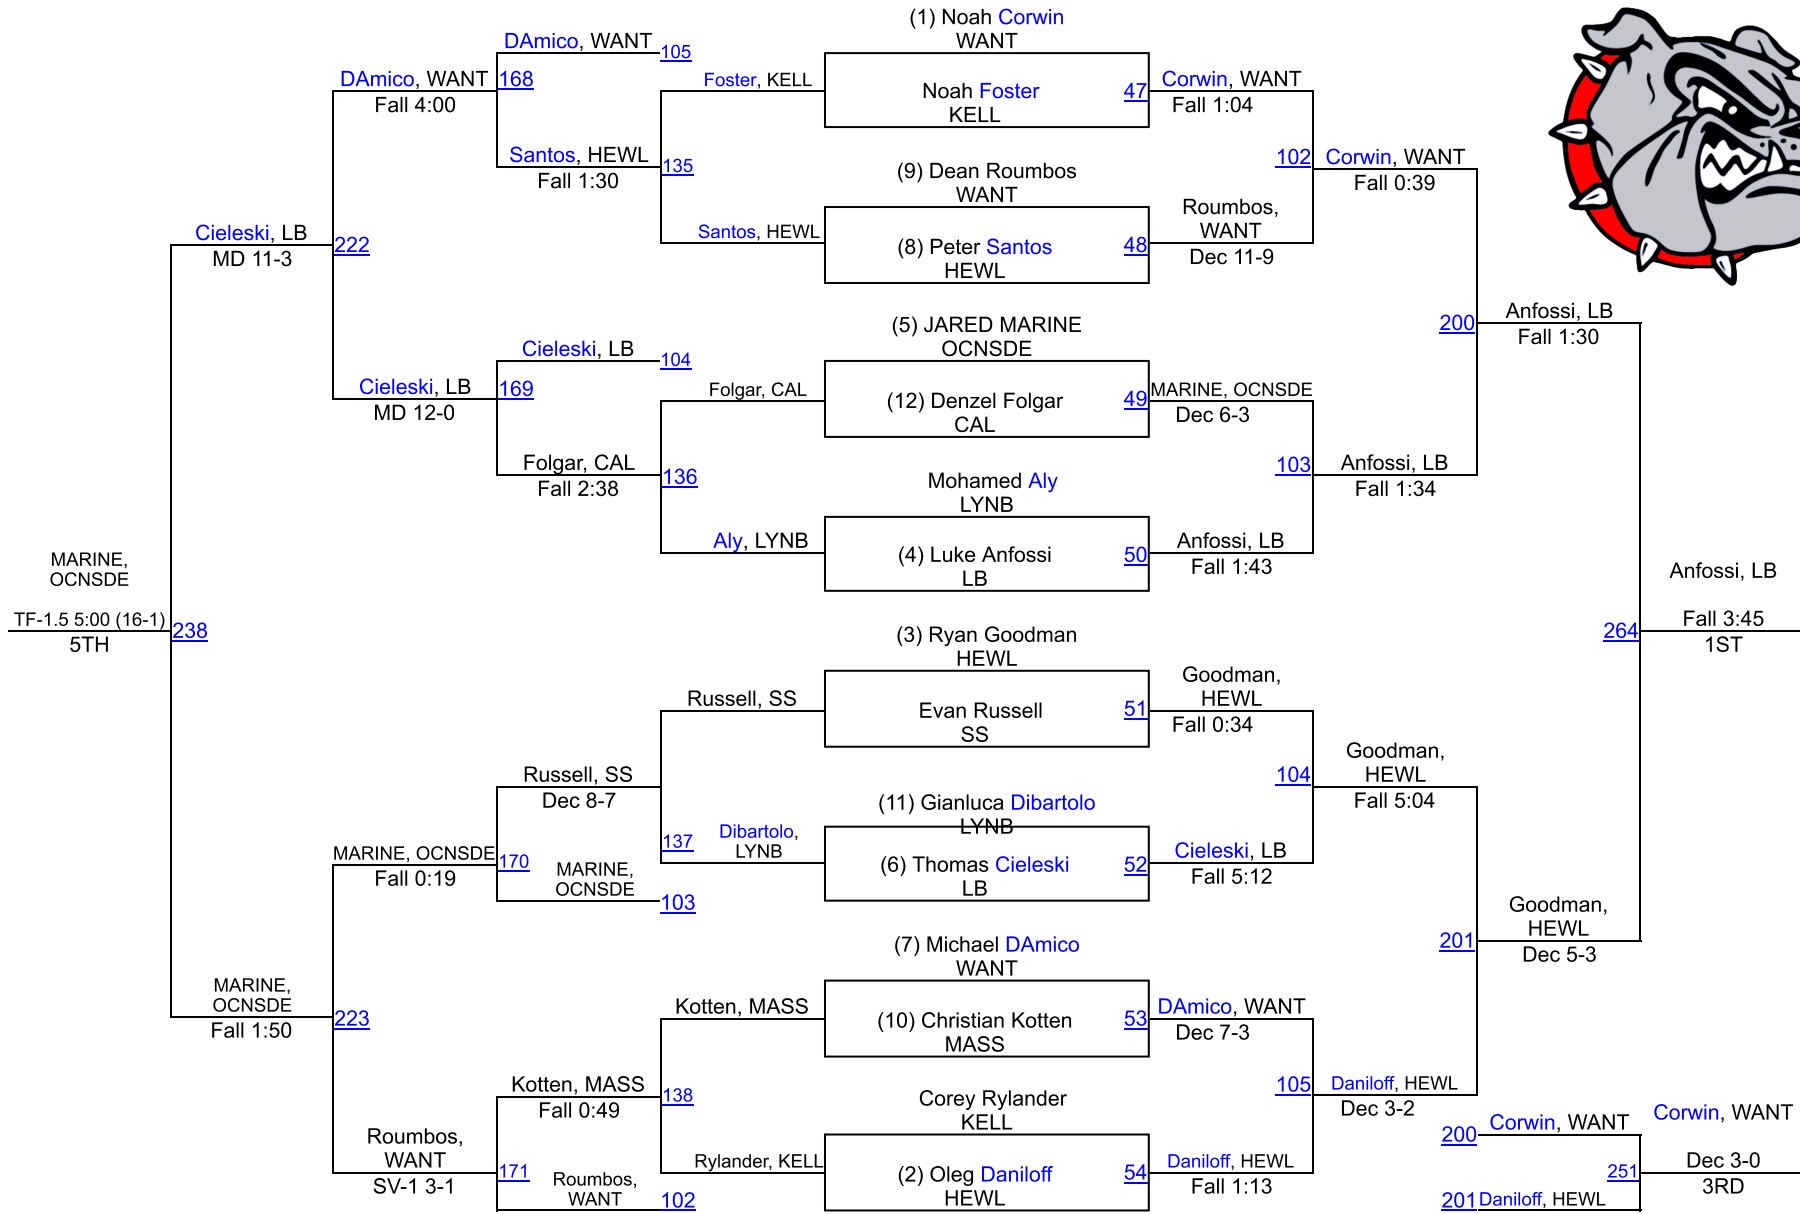 (1) Noah Corwin
WANT
DAmico, WANT
105
DAmico, WANT
168
Fall 4:00
Foster, KELL
Noah Foster
KELL
47
Corwin, WANT
Fall 1:04
Santos, HEWL
Fall 1:30
135
(9) Dean Roumbos
WANT
102
Corwin, WANT
Fall 0:39
Cieleski, LB
MD 11-3
222
Santos, HEWL
(8) Peter Santos
HEWL
48
Roumbos,
WANT
Dec 11-9
(5) JARED MARINE
OCNSDE
200
Anfossi, LB
Fall 1:30
Cieleski, LB
104
Cieleski, LB
169
MD 12-0
Folgar, CAL
(12) Denzel Folgar
CAL
49
MARINE, OCNSDE
Dec 6-3
Folgar, CAL
Fall 2:38
136
Mohamed Aly
LYNB
103
Anfossi, LB
Fall 1:34
Aly, LYNB
(4) Luke Anfossi
LB
50
Anfossi, LB
Fall 1:43
MARINE,
OCNSDE
TF-1.5 5:00 (16-1)
5TH
238
(3) Ryan Goodman
HEWL
264
Anfossi, LB
Fall 3:45
1ST
Russell, SS
Evan Russell
SS
51
Goodman,
HEWL
Fall 0:34
Russell, SS
Dec 8-7
104
Goodman,
HEWL
Fall 5:04
(11) Gianluca Dibartolo
LYNB
137
Dibartolo,
LYNB
(6) Thomas Cieleski
LB
52
Cieleski, LB
Fall 5:12
MARINE, OCNSDE
Fall 0:19
170
MARINE,
OCNSDE
103
(7) Michael DAmico
WANT
201
Goodman,
HEWL
Dec 5-3
MARINE,
OCNSDE
Fall 1:50
223
Kotten, MASS
(10) Christian Kotten
MASS
53
DAmico, WANT
Dec 7-3
Kotten, MASS
Fall 0:49
138
Corey Rylander
KELL
105
Daniloff, HEWL
Dec 3-2
Roumbos,
WANT
SV-1 3-1
171
Rylander, KELL
(2) Oleg Daniloff
HEWL
54
Daniloff, HEWL
Fall 1:13
Roumbos,
WANT
102
200
Corwin, WANT
Corwin, WANT
251
Dec 3-0
3RD
201
Daniloff, HEWL